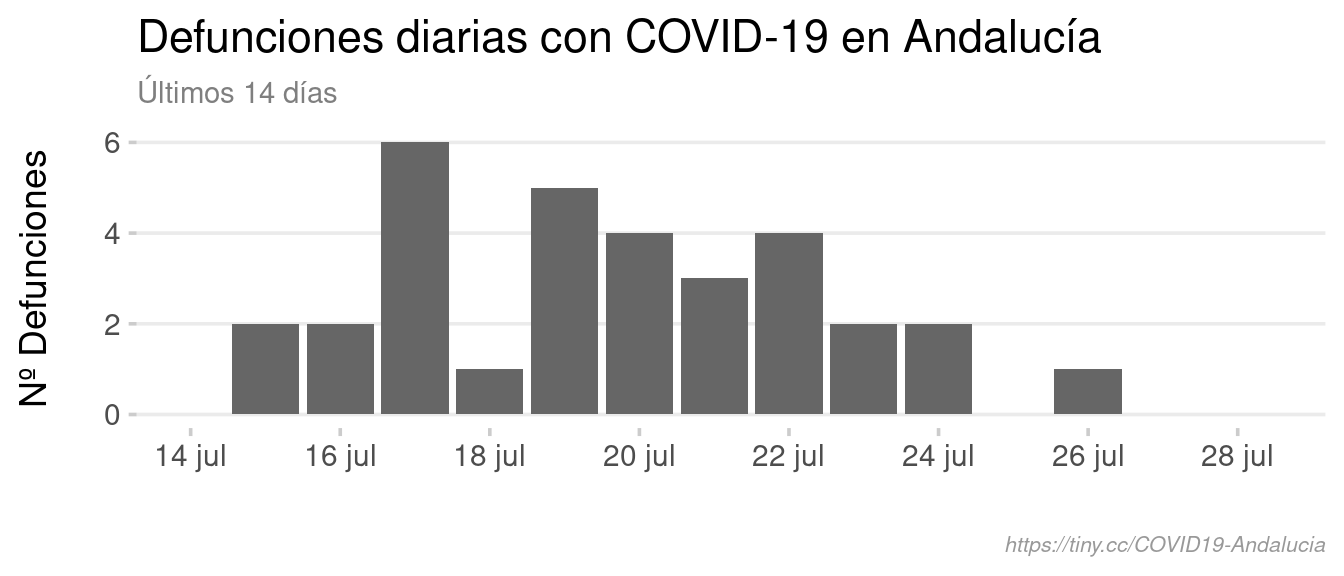 Defunciones diarias con COVID-19 en Andalucía
Últimos 14 días
Nº Defunciones
6
4
2
0
14 jul 16 jul 18 jul 20 jul 22 jul 24 jul 26 jul 28 jul
https://tiny.cc/COVID19-Andalucia